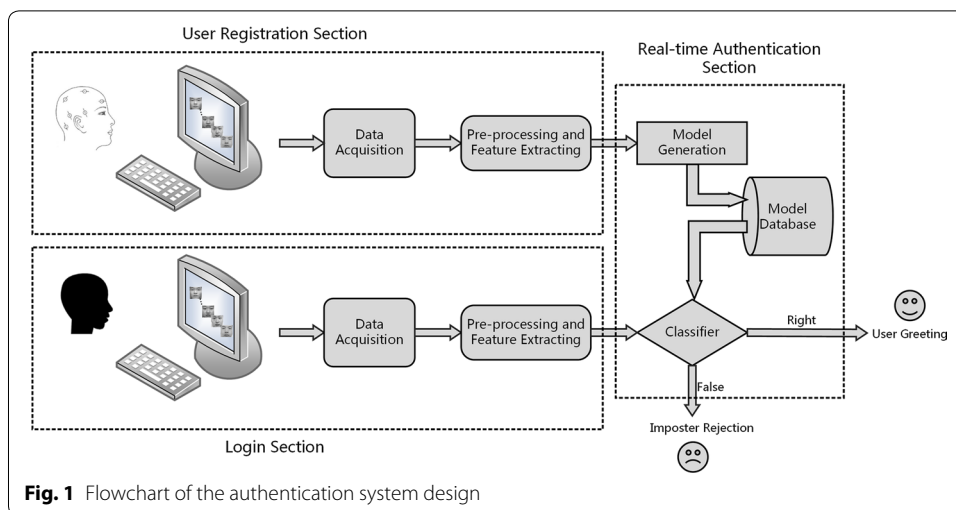 User Registration Section
Real-time Authentication
Section
Data
Acquisition
Pre-processing and
Feature Extracting
Model
Generation
Model
Database
Data
Acquisition
Pre-processing and
Feature Extracting
Classifier
Right
User Greeting
False
Imposter Rejection
Login Section
Fig. 1 Flowchart of the authentication system design